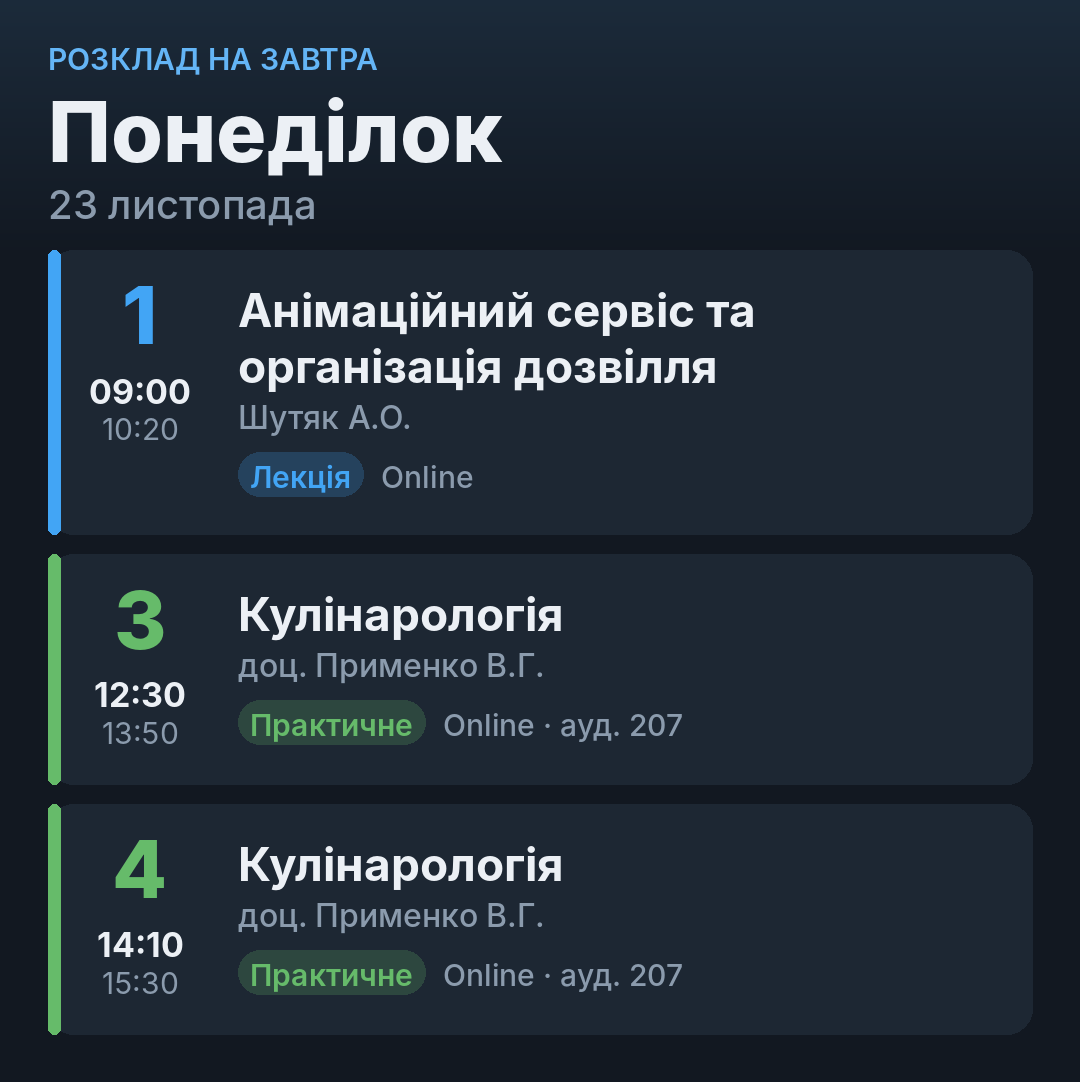 РОЗКЛАД НА ЗАВТРА
Понеділок
23 листопада
1
09:00
10:20
Анімаційний сервіс та
організація дозвілля
Шутяк А.О.
Лекція Online
3
12:30
13:50
Кулінарологія
доц. Применко В.Г.
Практичне Online · ауд. 207
4
14:10
15:30
Кулінарологія
доц. Применко В.Г.
Практичне Online · ауд. 207